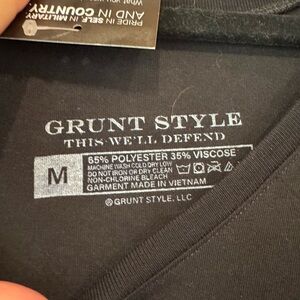 PRIDE IN SELF, IN MILITARY,
AND IN COUNTRY.
GRUNT STYLE
THIS WE'LL DEFEND
M
65% POLYESTER 35% VISCOSE
MACHINE WASH COLD DRY LOW
DO NOT IRON OR DRY CLEAN
NON-CHLORINE BLEACH
GARMENT MADE IN VIETNAM
© GRUNT STYLE, LLC